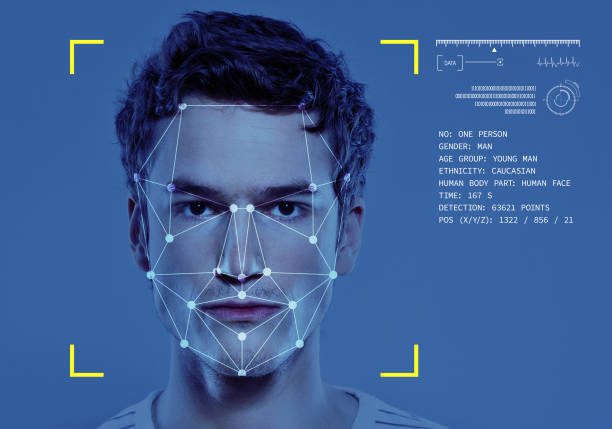 DATA
NO: ONE PERSON
GENDER: MAN
AGE GROUP: YOUNG MAN
ETHNICITY: CAUCASIAN
HUMAN BODY PART: HUMAN FACE
TIME: 167 S
DETECTION: 63621 POINTS
POS (X/Y/Z): 1322 / 856 / 21